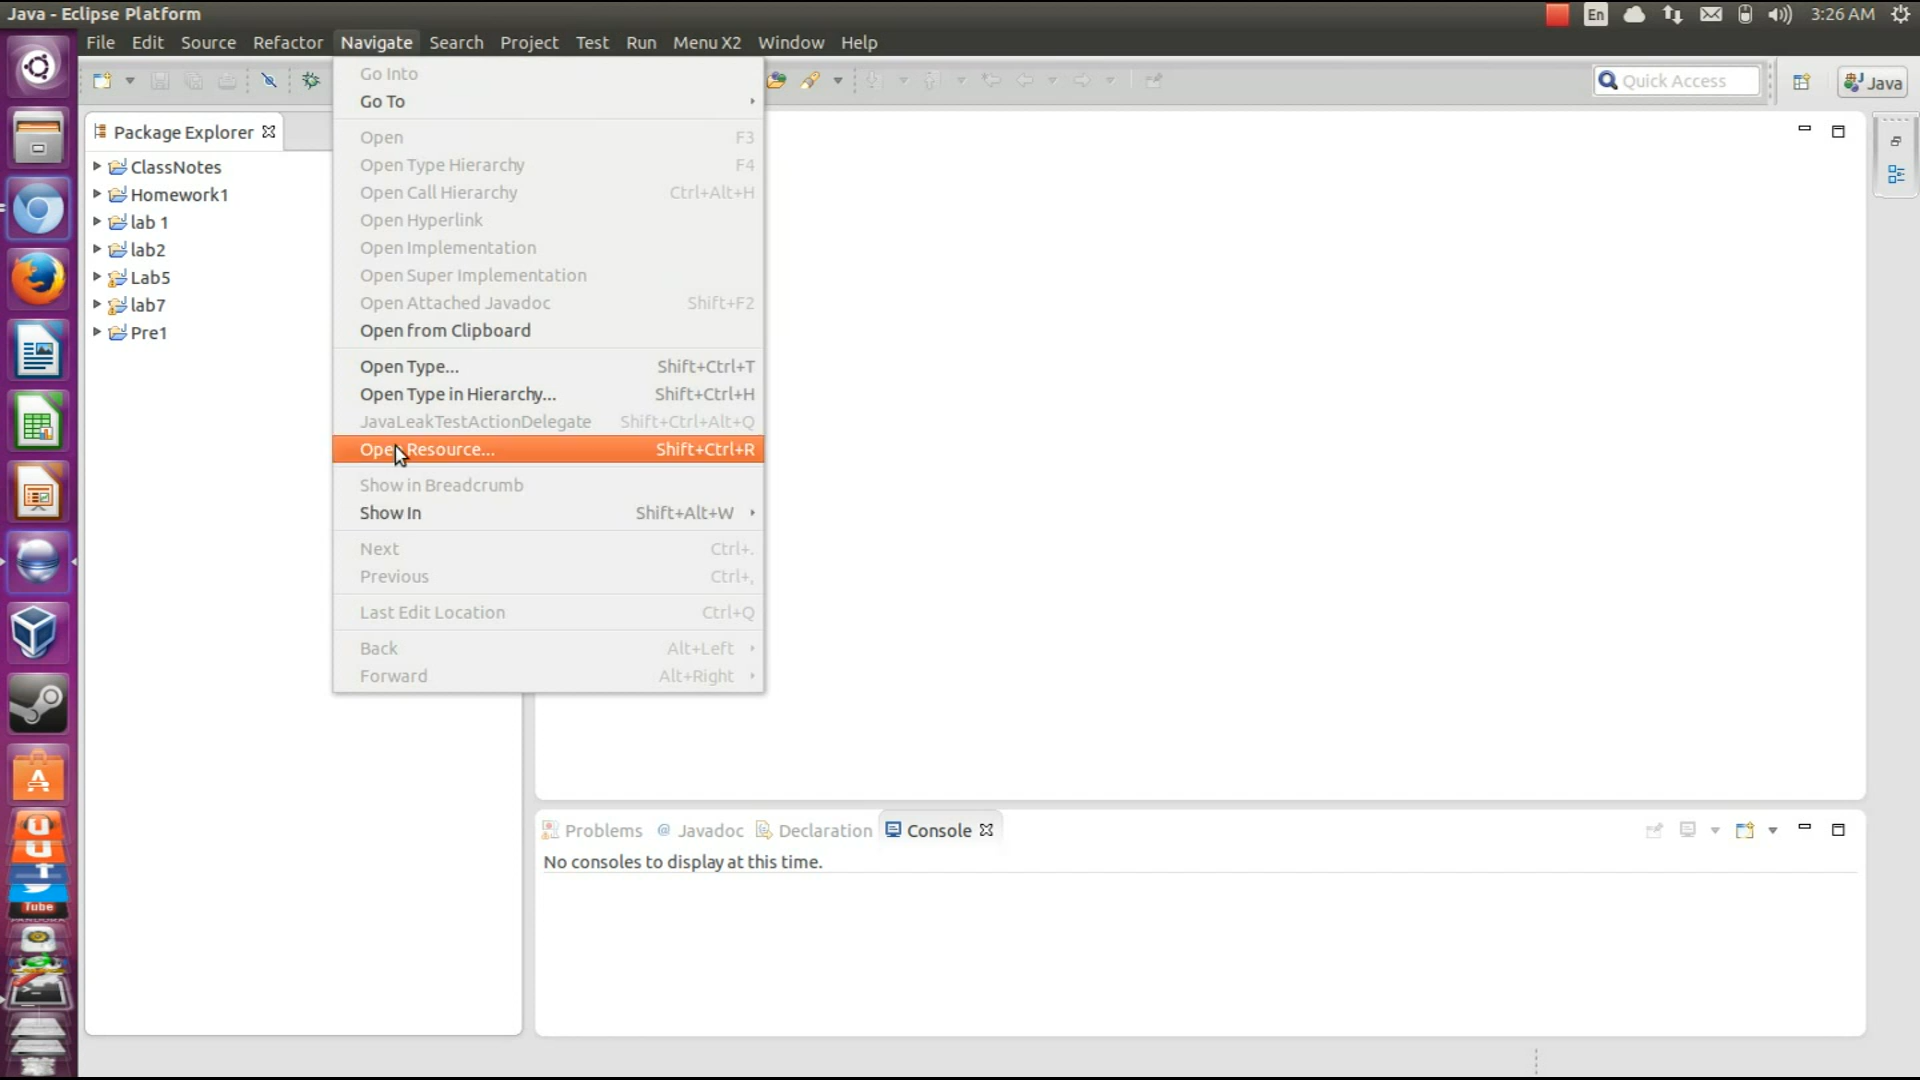 Java - Eclipse Platform
En
3:26 AM
File Edit Source Refactor Navigate Search Project Test Run Menu X2 Window Help
Quick Access
Java
Package Explorer
ClassNotes
Homework1
lab 1
lab2
Lab5
lab7
Pre1
Go Into
Go To
Open F3
Open Type Hierarchy F4
Open Call Hierarchy Ctrl+Alt+H
Open Hyperlink
Open Implementation
Open Super Implementation
Open Attached Javadoc Shift+F2
Open from Clipboard
Open Type... Shift+Ctrl+T
Open Type in Hierarchy... Shift+Ctrl+H
JavaLeakTestActionDelegate Shift+Ctrl+Alt+Q
Open Resource... Shift+Ctrl+R
Show in Breadcrumb
Show In Shift+Alt+W
Next Ctrl+.
Previous Ctrl+,
Last Edit Location Ctrl+Q
Back Alt+Left
Forward Alt+Right
Problems Javadoc Declaration Console
No consoles to display at this time.
Tube